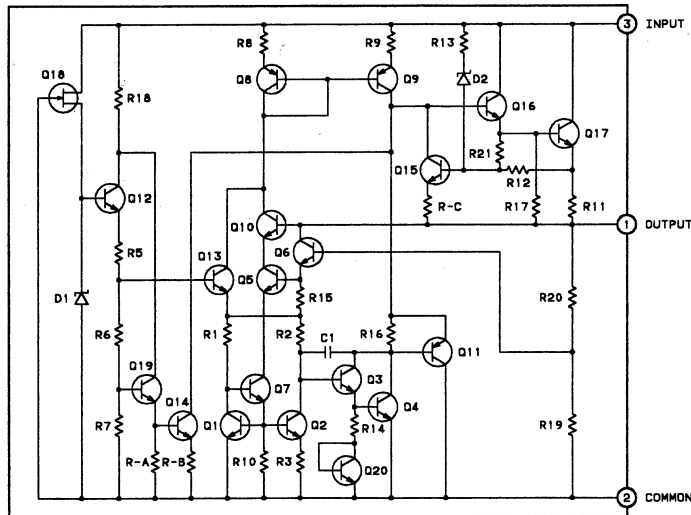 3 INPUT
R8
R9
R13
Q18
Q8
Q9
D2
R18
Q16
Q17
R21
Q15
R12
Q12
R-C
R17
R11
Q10
1 OUTPUT
Q6
R5
Q13
Q5
D1
R15
R20
R6
R1
R2
C1
R16
Q11
Q19
Q7
Q3
Q14
Q4
R7
Q1
Q2
R14
R19
R-A
R-B
R10
R3
Q20
2 COMMON